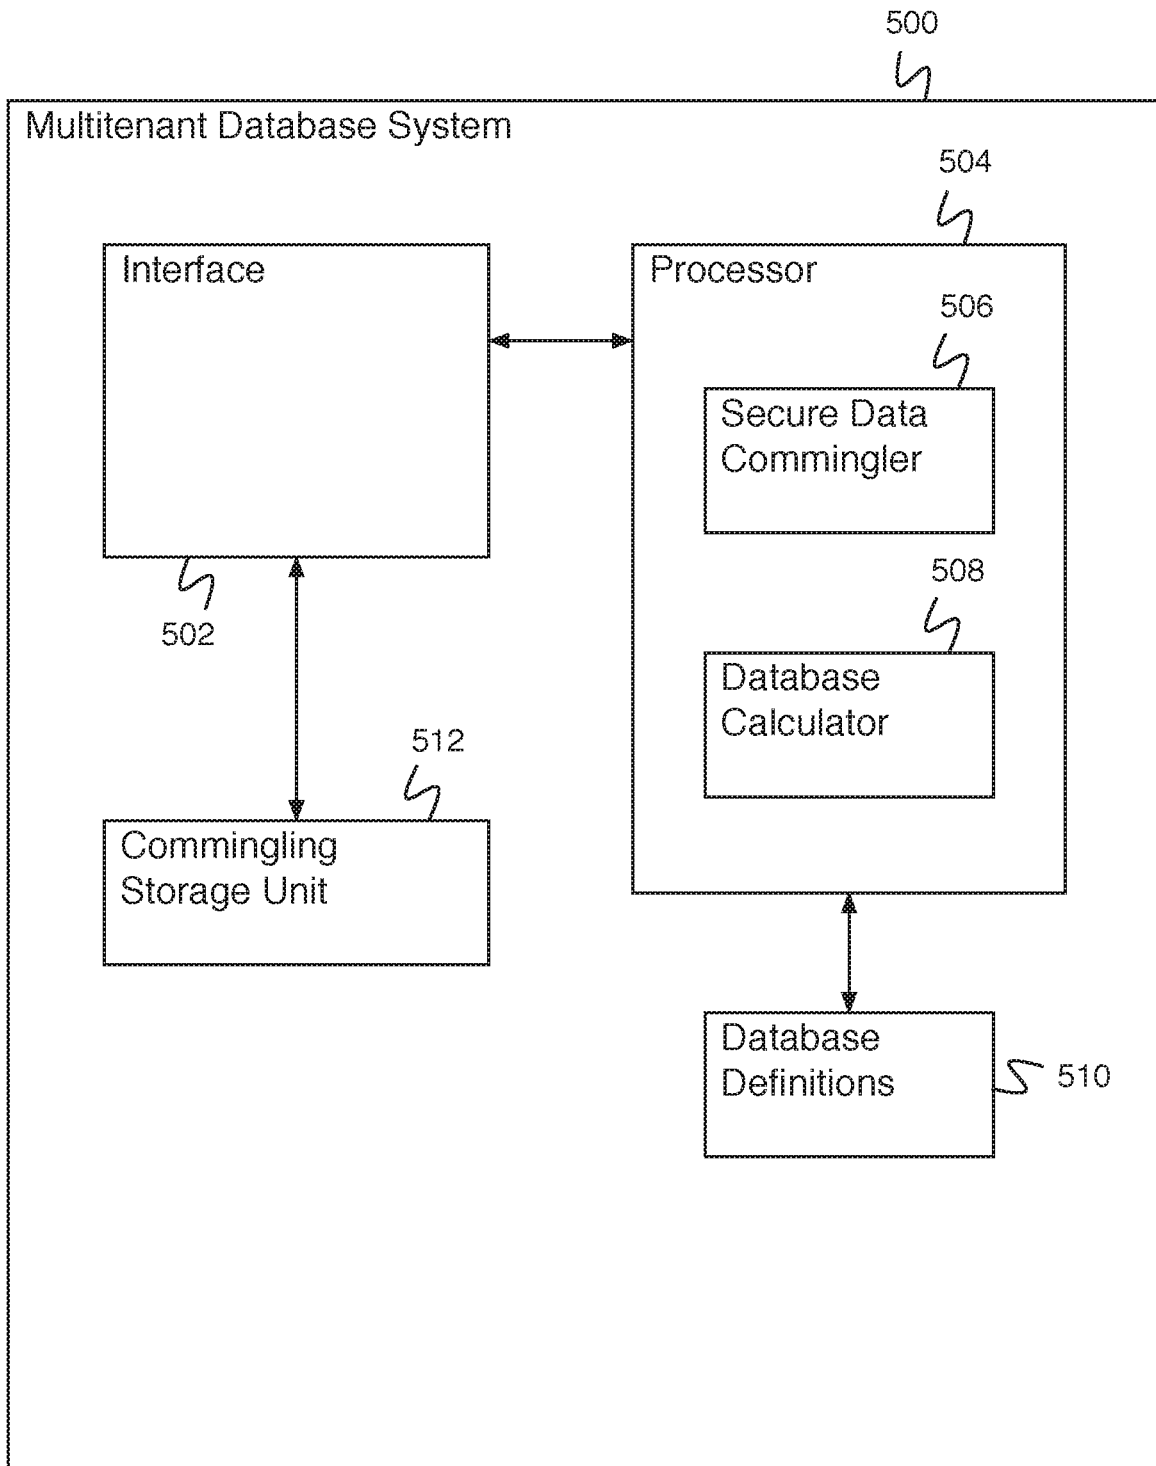 500
Multitenant Database System
504
Interface
Processor
506
Secure Data
Commingler
502
508
Database
Calculator
512
Commingling
Storage Unit
Database
Definitions
510